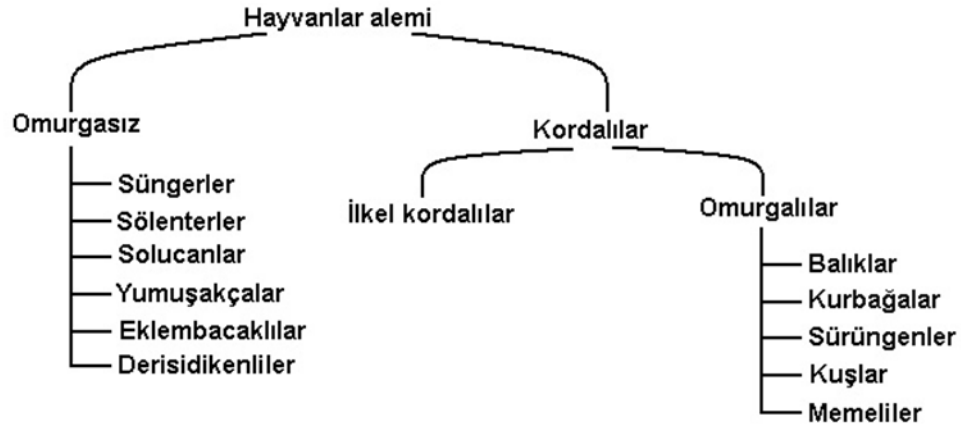 Hayvanlar alemi
Omurgasız
Süngerler
Sölenterler
Solucanlar
Yumuşakçalar
Eklembacaklılar
Derisidikenliler
Kordalılar
İlkel kordalılar
Omurgalılar
Balıklar
Kurbağalar
Sürüngenler
Kuşlar
Memeliler